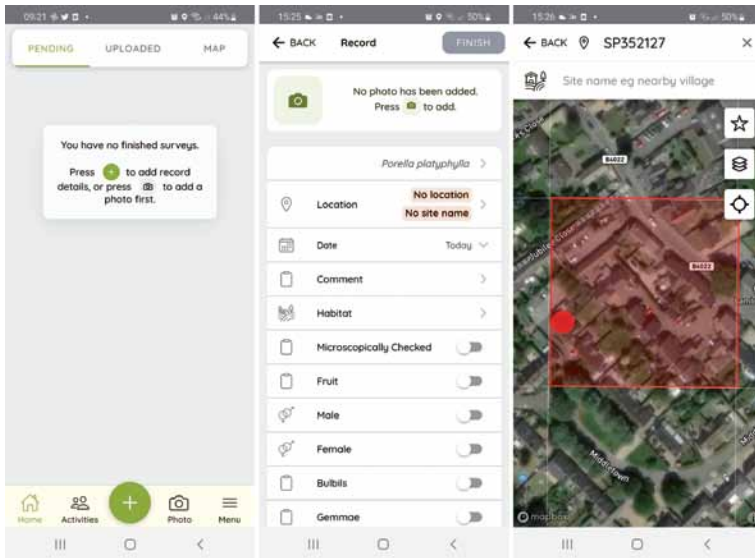 09:21
44%
PENDING UPLOADED MAP
You have no finished surveys.
Press + to add record
details, or press to add a
photo first.
Home Activities + Photo Menu
15:25
50%
BACK Record FINISH
No photo has been added.
Press to add.
Porella platyphylla
Location
No location
No site name
Date Today
Comment
Habitat
Microscopically Checked
Fruit
Male
Female
Bulbils
Gemmae
15:26
50%
BACK SP352127
Site name eg nearby village
B4022
Jubilee Close
B4022
Middletown
mapbox